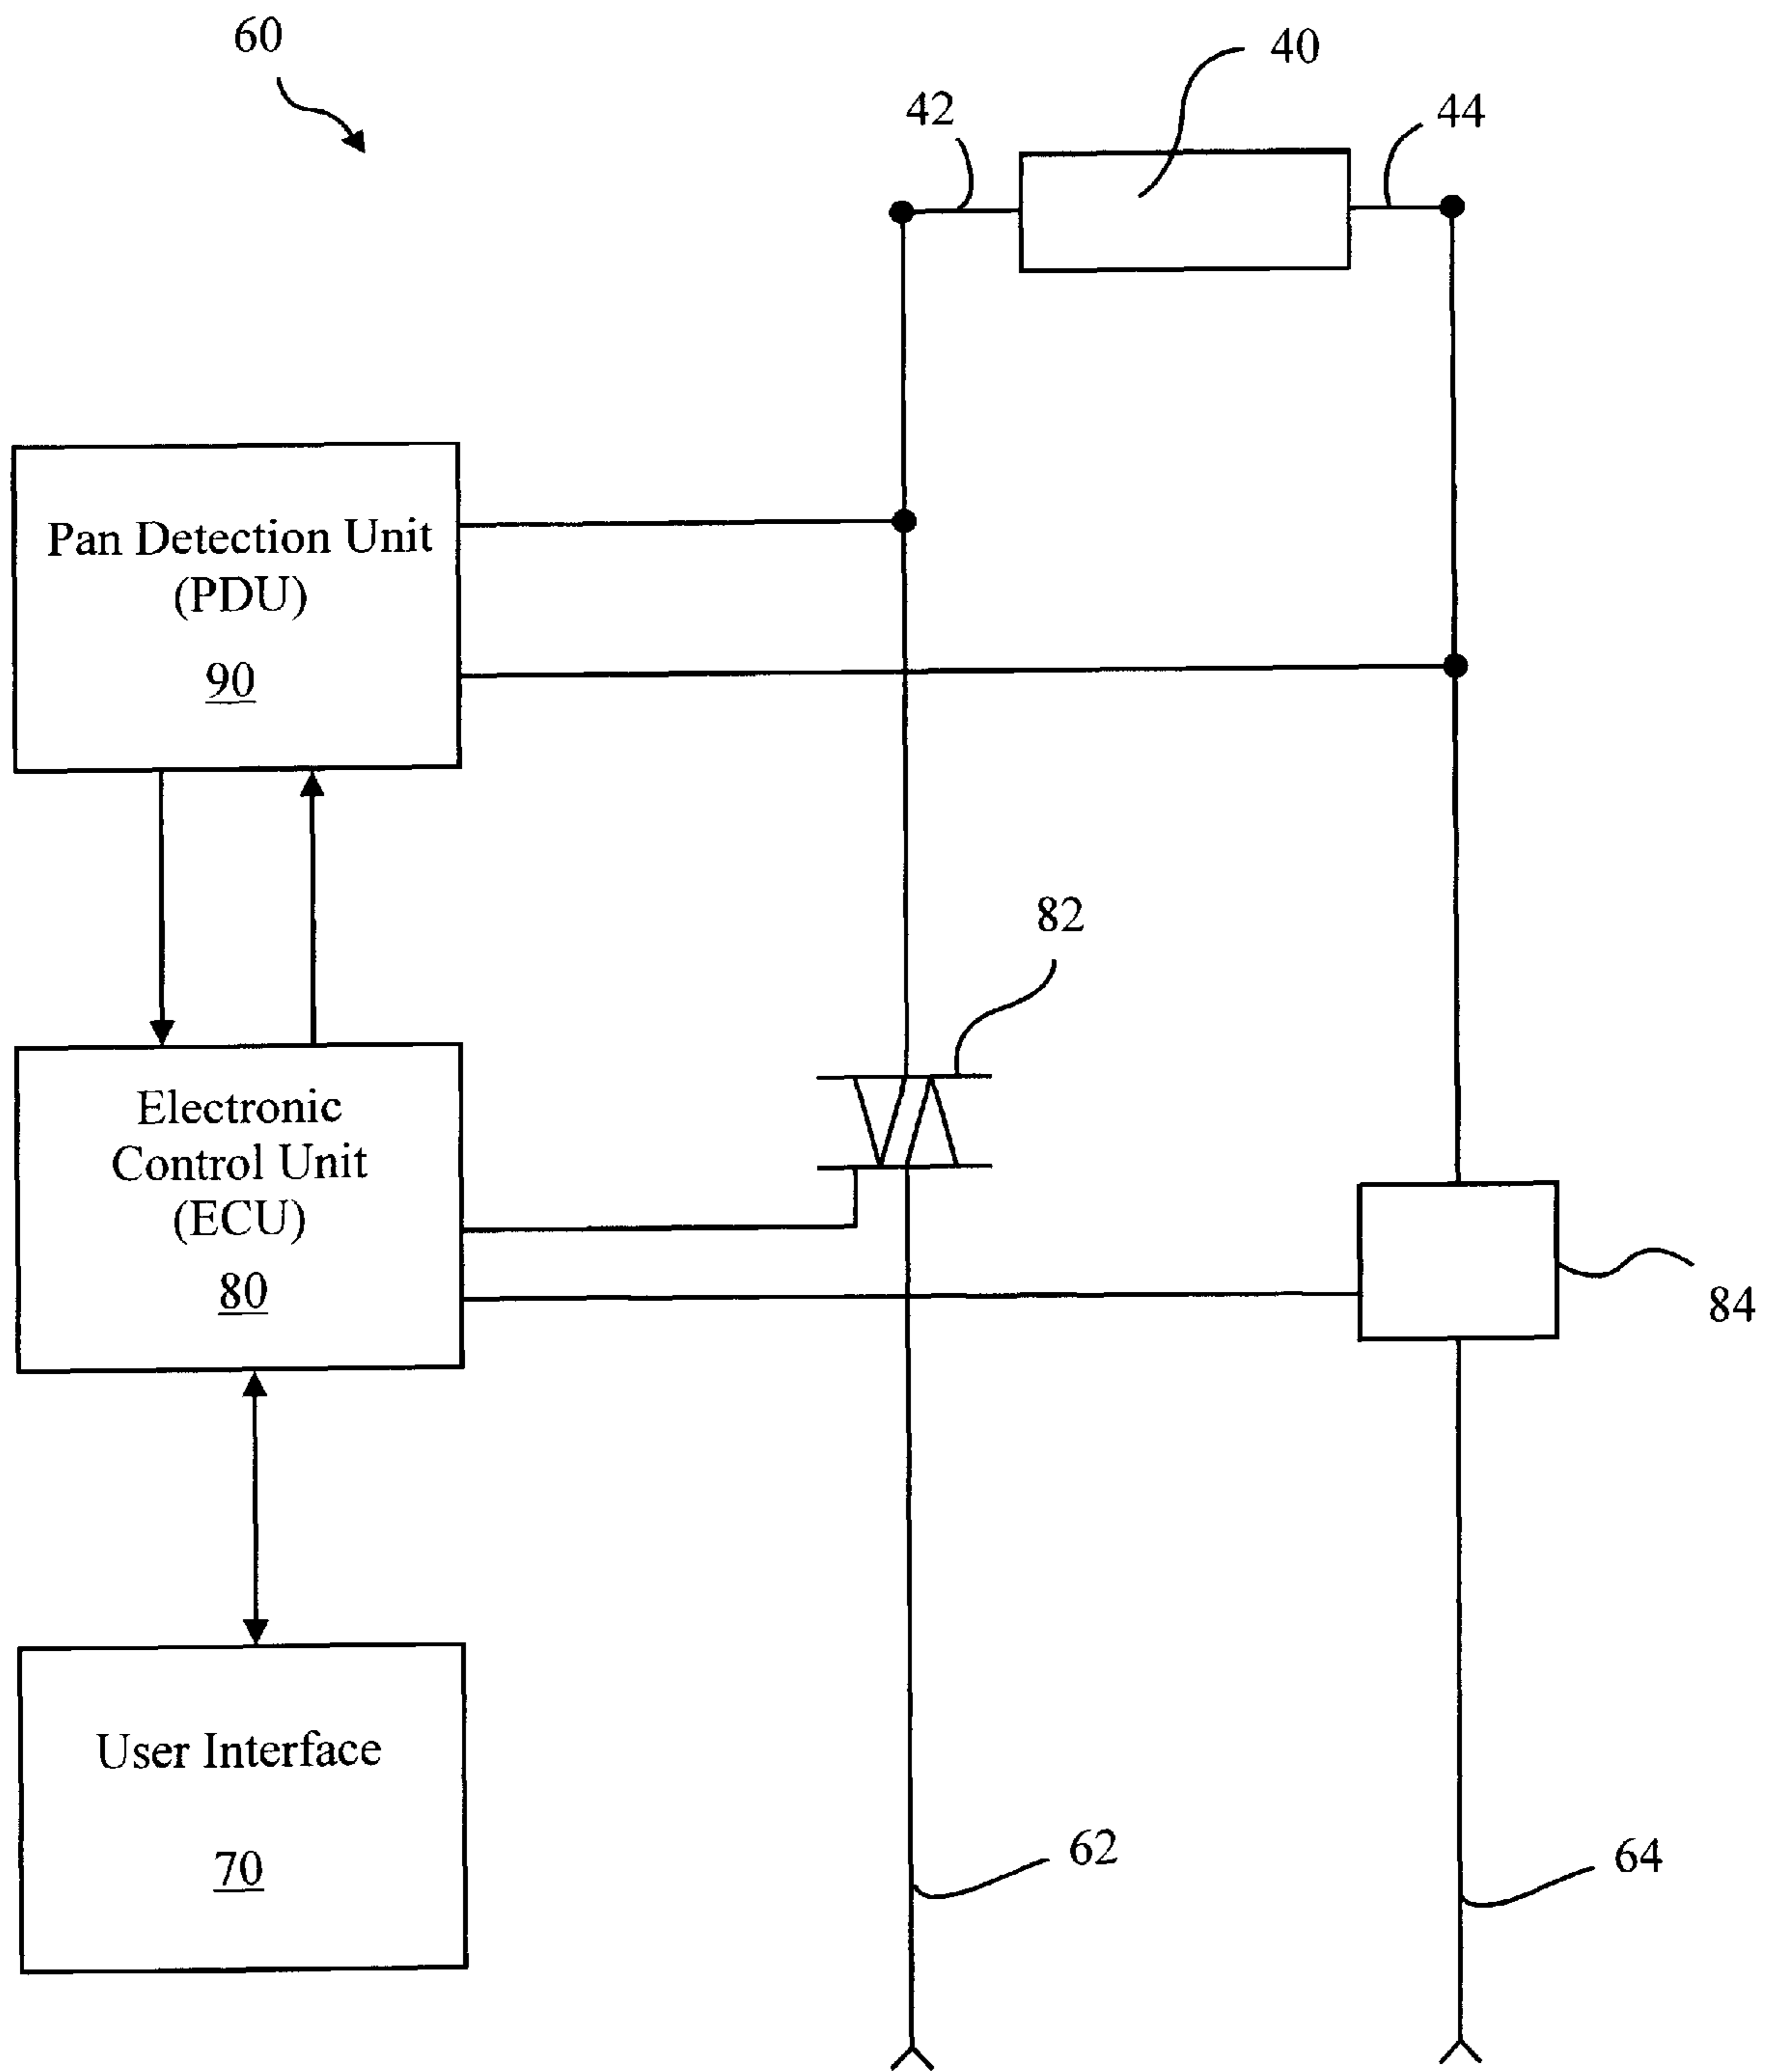 60
40
42
44
Pan Detection Unit
(PDU)
90
82
Electronic
Control Unit
(ECU)
80
84
User Interface
70
62
64